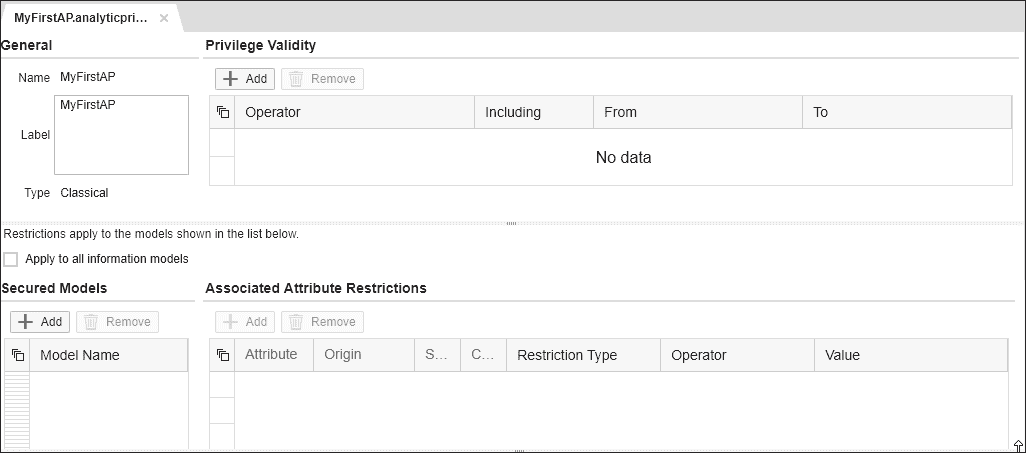 MyFirstAP.analyticpri...
General
Name MyFirstAP
Label MyFirstAP
Type Classical
Privilege Validity
Add Remove
Operator Including From To
No data
Restrictions apply to the models shown in the list below.
Apply to all information models
Secured Models
Add Remove
Model Name
Associated Attribute Restrictions
Add Remove
Attribute Origin S... C... Restriction Type Operator Value